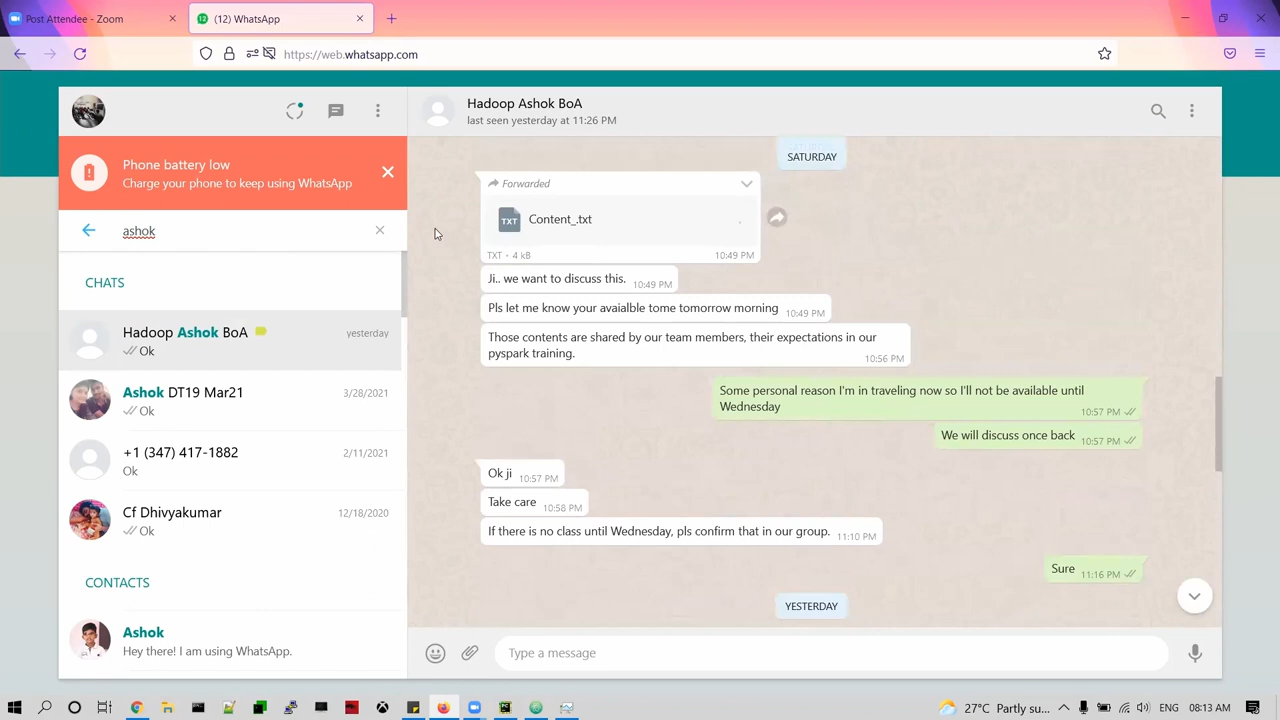 Post Attendee - Zoom
(12) WhatsApp
https://web.whatsapp.com
Phone battery low
Charge your phone to keep using WhatsApp
ashok
CHATS
Hadoop Ashok BoA
yesterday
Ok
Ashok DT19 Mar21
3/28/2021
Ok
+1 (347) 417-1882
2/11/2021
Ok
Cf Dhivyakumar
12/18/2020
Ok
CONTACTS
Ashok
Hey there! I am using WhatsApp.
Hadoop Ashok BoA
last seen yesterday at 11:26 PM
SATURDAY
Forwarded
TXT
Content_.txt
TXT • 4 kB
10:49 PM
Ji.. we want to discuss this.
10:49 PM
Pls let me know your avaialble tome tomorrow morning
10:49 PM
Those contents are shared by our team members, their expectations in our
pyspark training.
10:56 PM
Some personal reason I'm in traveling now so I'll not be available until
Wednesday
10:57 PM
We will discuss once back
10:57 PM
Ok ji
10:57 PM
Take care
10:58 PM
If there is no class until Wednesday, pls confirm that in our group.
11:10 PM
Sure
11:16 PM
YESTERDAY
Type a message
27°C Partly su...
ENG
08:13 AM